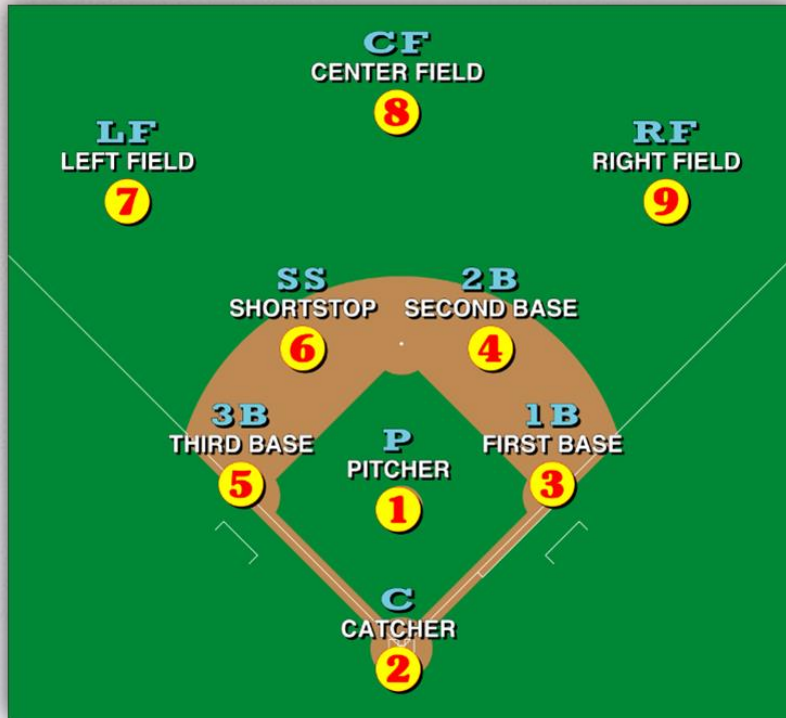 CF
CENTER FIELD
8
LF
LEFT FIELD
7
RF
RIGHT FIELD
9
SS
SHORTSTOP
6
2B
SECOND BASE
4
3B
THIRD BASE
5
P
PITCHER
1
1B
FIRST BASE
3
C
CATCHER
2